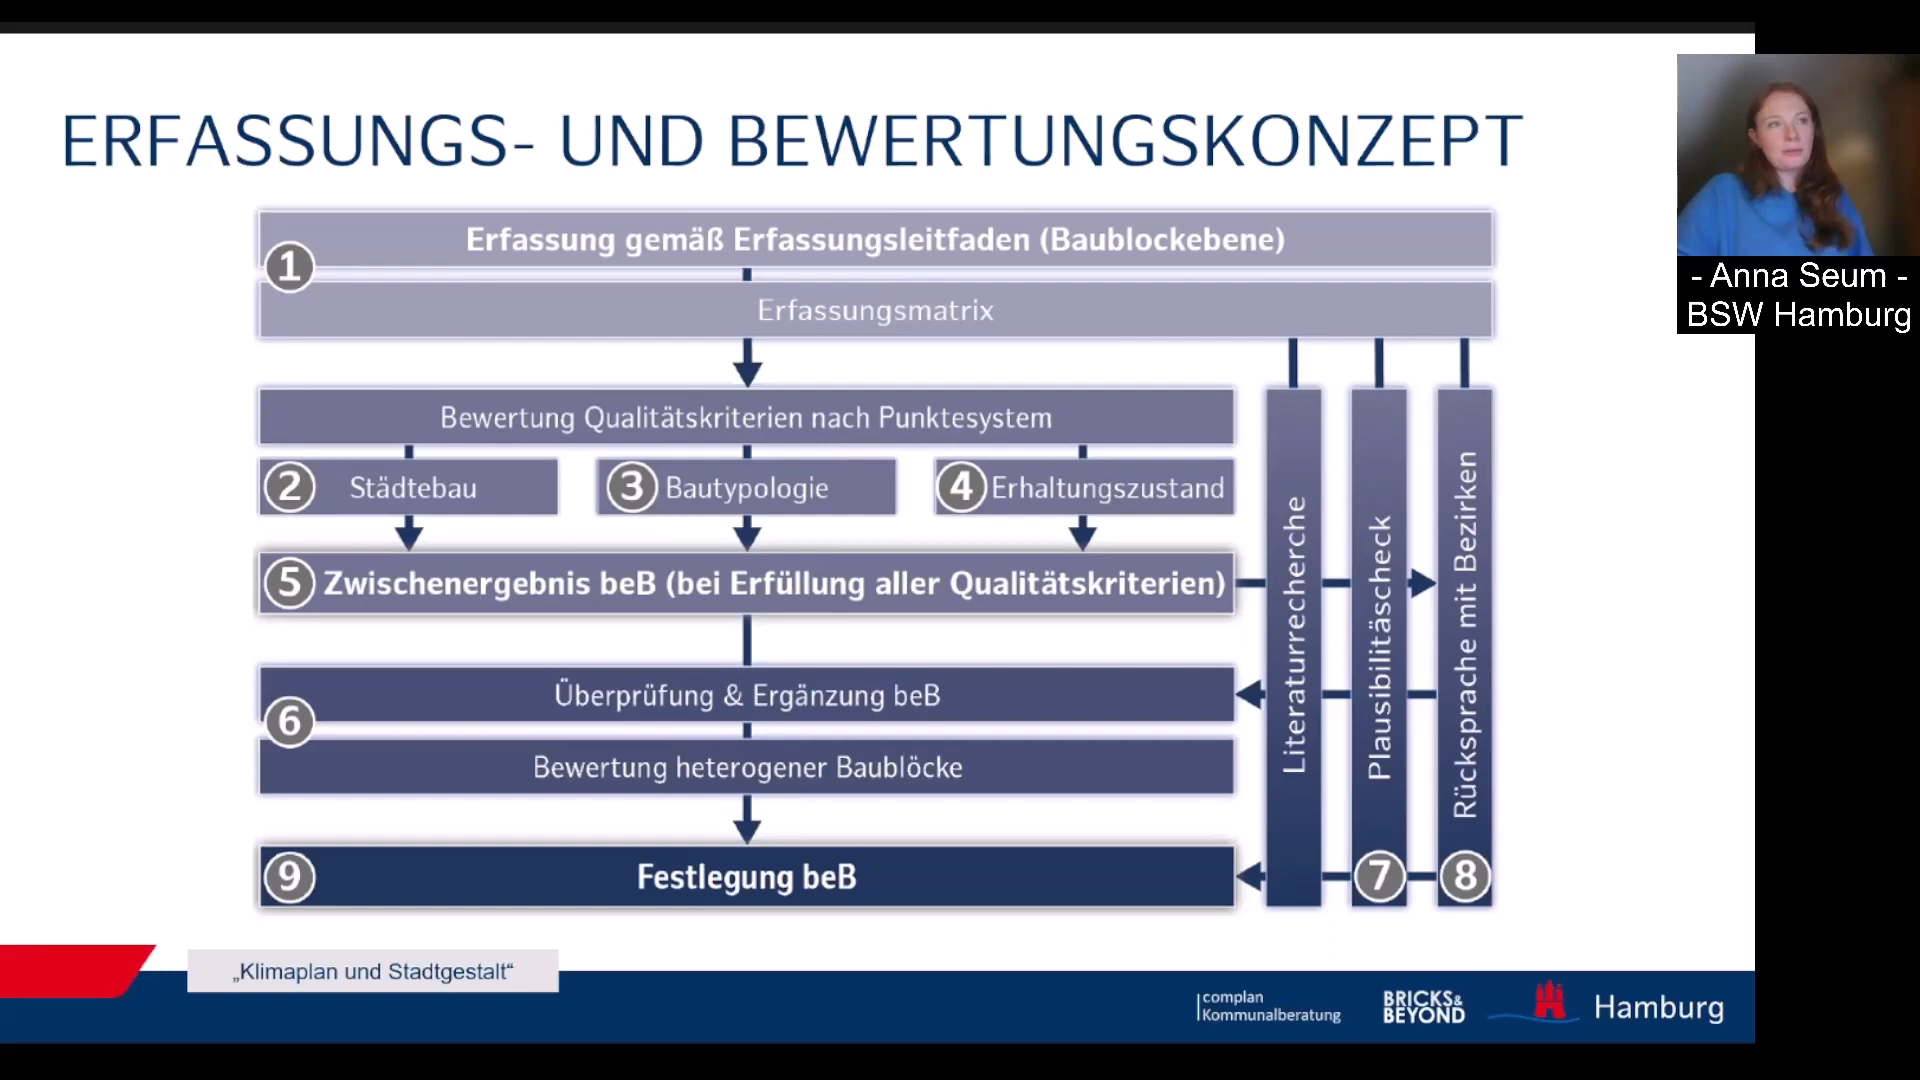 ERFASSUNGS- UND BEWERTUNGSKONZEPT
- Anna Seum -
BSW Hamburg
1
Erfassung gemäß Erfassungsleitfaden (Baublockebene)
Erfassungsmatrix
Bewertung Qualitätskriterien nach Punktesystem
2 Städtebau
3 Bautypologie
4 Erhaltungszustand
5 Zwischenergebnis beB (bei Erfüllung aller Qualitätskriterien)
6
Überprüfung & Ergänzung beB
Bewertung heterogener Baublöcke
Literaturrecherche
Plausibilitäscheck
7
Rücksprache mit Bezirken
8
9 Festlegung beB
„Klimaplan und Stadtgestalt“
complan
Kommunalberatung
BRICKS&
BEYOND
Hamburg